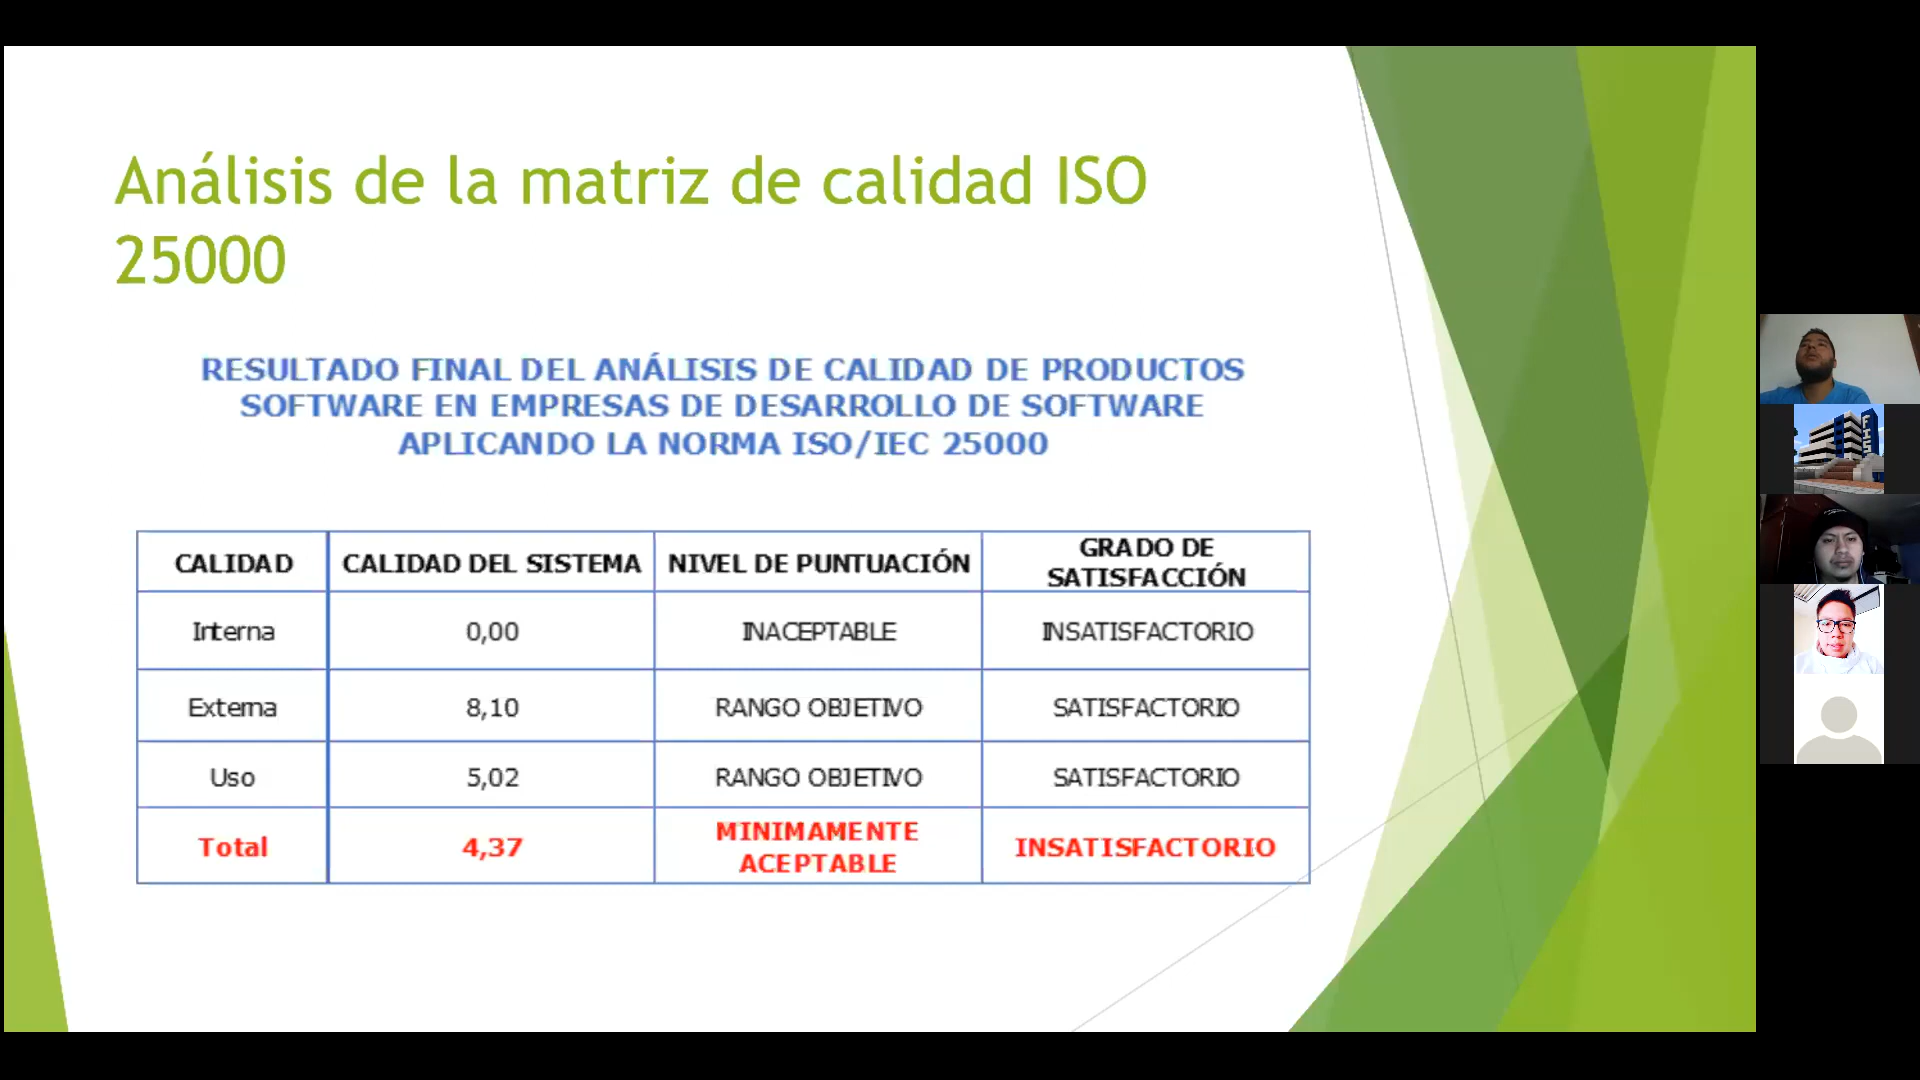 Análisis de la matriz de calidad ISO
25000
RESULTADO FINAL DEL ANÁLISIS DE CALIDAD DE PRODUCTOS
SOFTWARE EN EMPRESAS DE DESARROLLO DE SOFTWARE
APLICANDO LA NORMA ISO/IEC 25000
CALIDAD CALIDAD DEL SISTEMA NIVEL DE PUNTUACIÓN GRADO DE SATISFACCIÓN
Interna 0,00 INACEPTABLE INSATISFACTORIO
Externa 8,10 RANGO OBJETIVO SATISFACTORIO
Uso 5,02 RANGO OBJETIVO SATISFACTORIO
Total 4,37 MINIMAMENTE ACEPTABLE INSATISFACTORIO